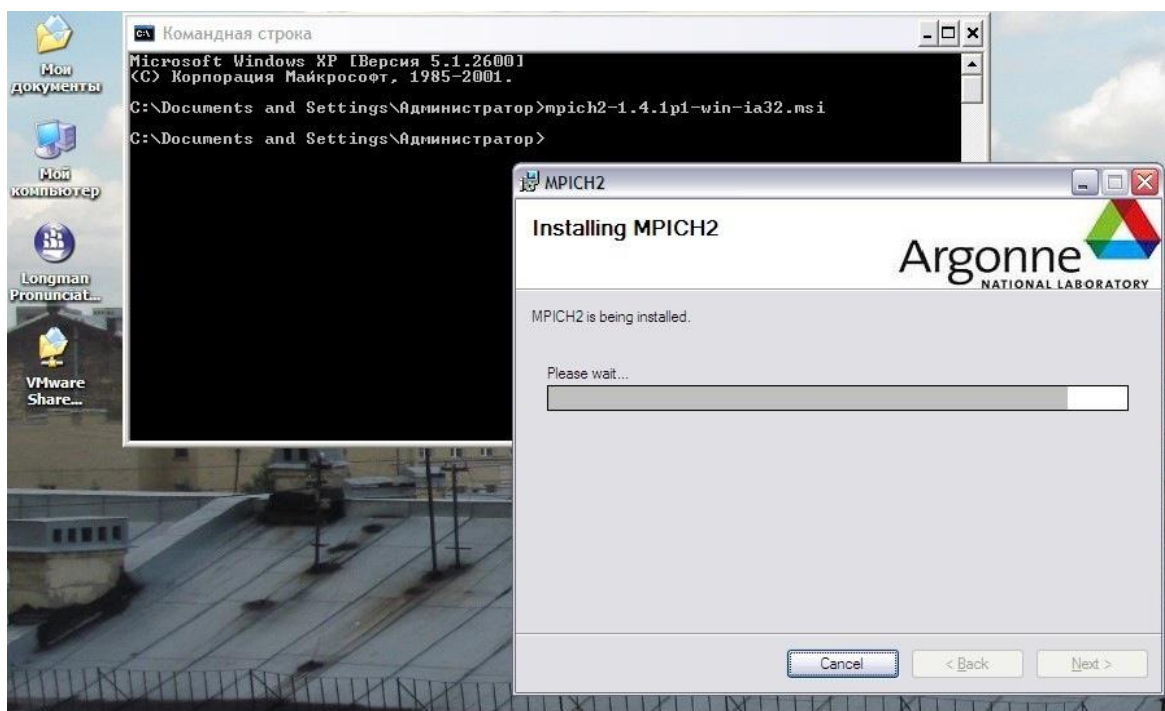 Мои
документы
Мой
компьютер
Longman
Pronunciat...
VMware
Share...
Командная строка
Microsoft Windows XP [Версия 5.1.2600]
(С) Корпорация Майкрософт, 1985-2001.
C:\Documents and Settings\Администратор>mpich2-1.4.1p1-win-ia32.msi
C:\Documents and Settings\Администратор>
MPICH2
Installing MPICH2
Argonne
NATIONAL LABORATORY
MPICH2 is being installed.
Please wait...
Cancel
< Back
Next >